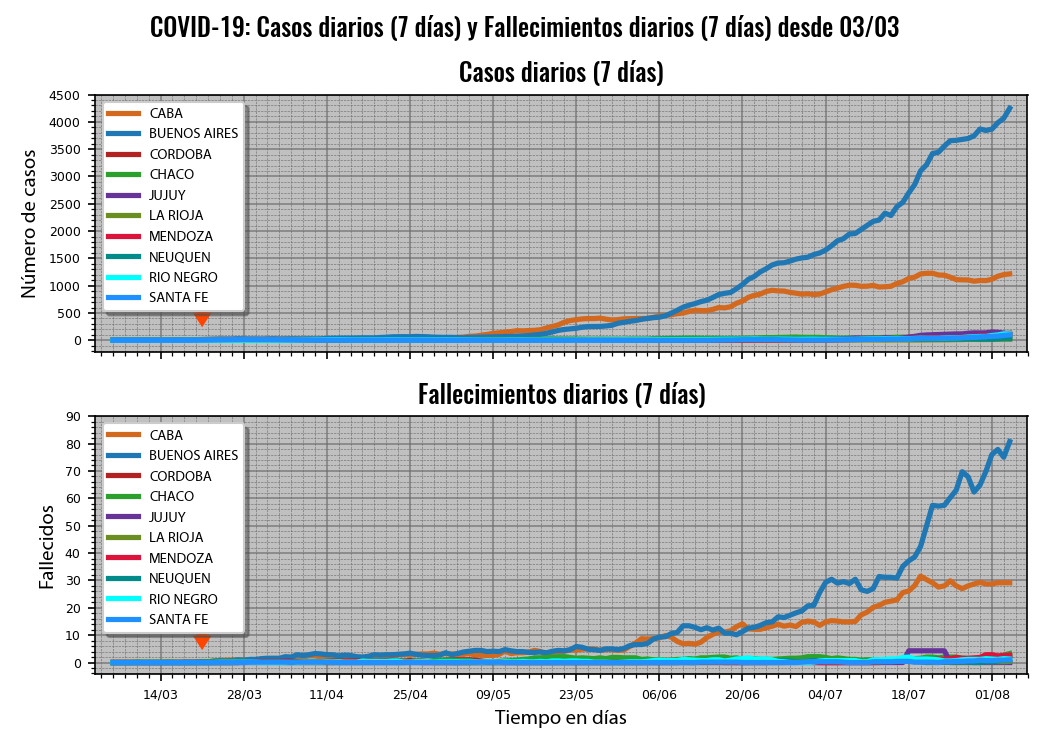 COVID-19: Casos diarios (7 días) y Fallecimientos diarios (7 días) desde 03/03
Casos diarios (7 días)
Número de casos
4500
4000
3500
3000
2500
2000
1500
1000
500
0
CABA
BUENOS AIRES
CORDOBA
CHACO
JUJUY
LA RIOJA
MENDOZA
NEUQUEN
RIO NEGRO
SANTA FE
Fallecimientos diarios (7 días)
Fallecidos
90
80
70
60
50
40
30
20
10
0
CABA
BUENOS AIRES
CORDOBA
CHACO
JUJUY
LA RIOJA
MENDOZA
NEUQUEN
RIO NEGRO
SANTA FE
14/03 28/03 11/04 25/04 09/05 23/05 06/06 20/06 04/07 18/07 01/08
Tiempo en días